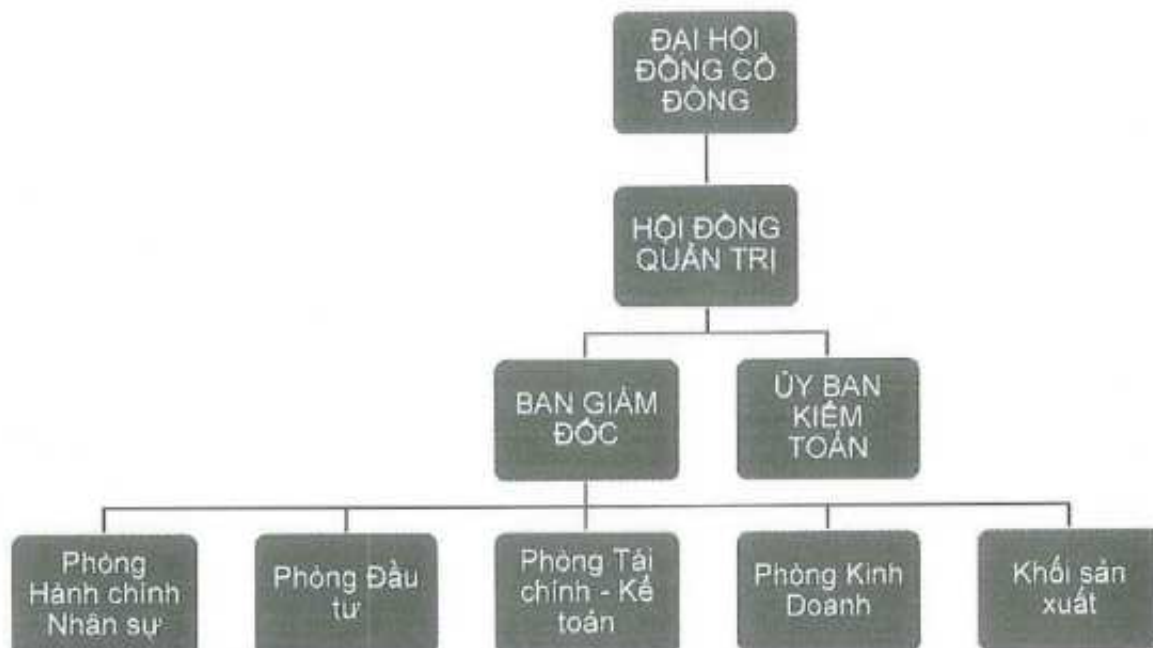 ĐẠI HỘI
ĐỒNG CỔ
ĐÔNG
HỘI ĐỒNG
QUẢN TRỊ
BAN GIÁM
ĐỐC
ỦY BAN
KIỂM
TOÁN
Phòng
Hành chính
Nhân sự
Phòng Đầu
tư
Phòng Tài
chính - Kế
toán
Phòng Kinh
Doanh
Khối sản
xuất